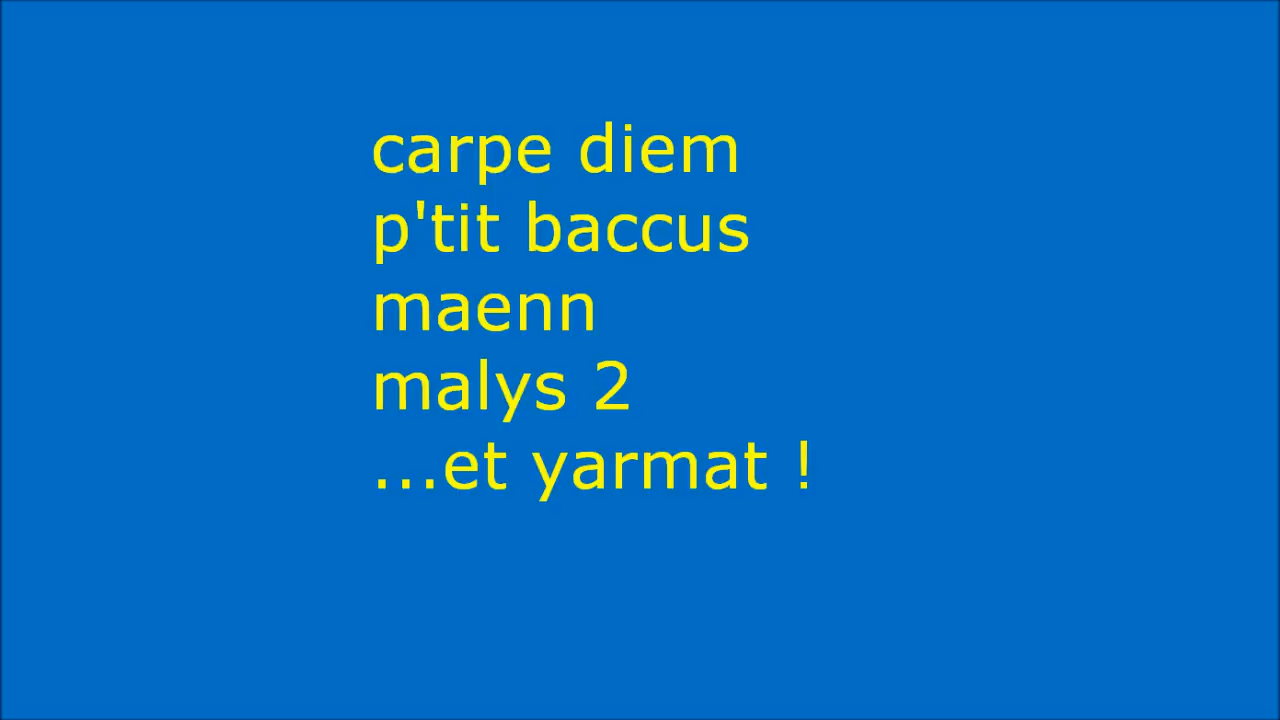 carpe diem
p'tit baccus
maenn
malys 2
...et yarmat !